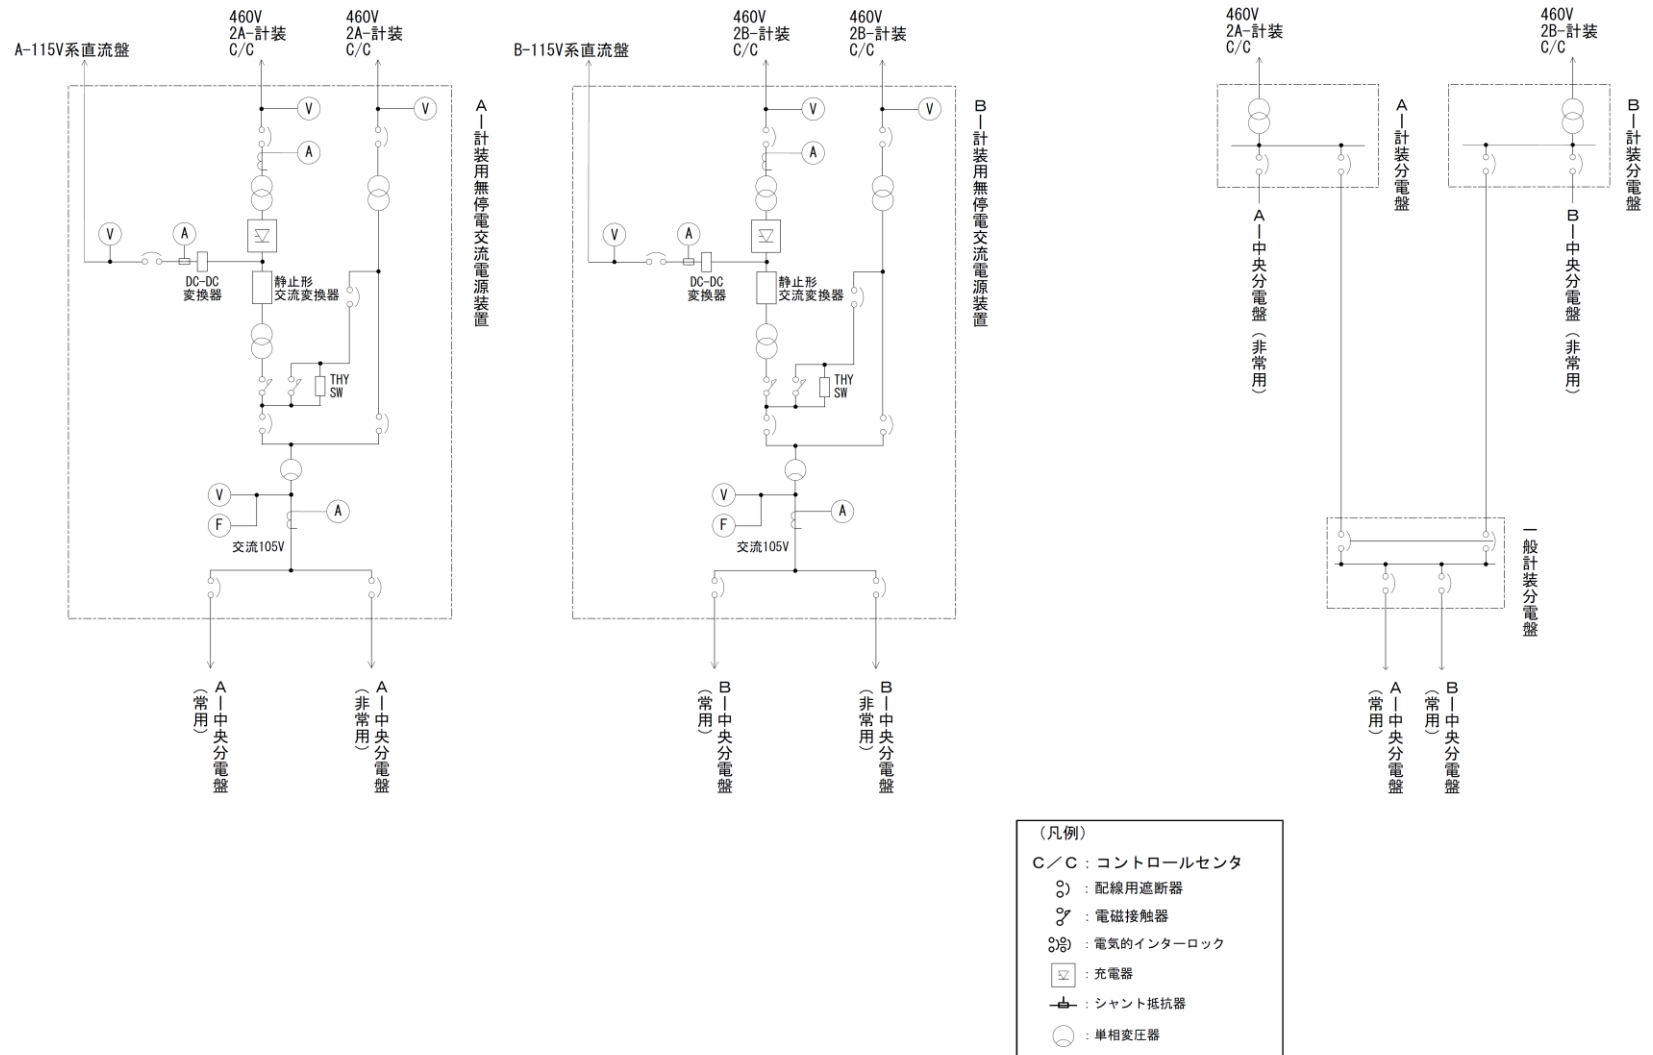 A-115V系直流盤
460V
2A-計装
C/C
460V
2A-計装
C/C
V
V
A
V
A
DC-DC
変換器
静止形
交流変換器
THY
SW
V
F
A
交流105V
A－計装用無停電交流電源装置
A－中央分電盤
（常用）
A－中央分電盤
（非常用）
B-115V系直流盤
460V
2B-計装
C/C
460V
2B-計装
C/C
V
V
A
V
A
DC-DC
変換器
静止形
交流変換器
THY
SW
V
F
A
交流105V
B－計装用無停電交流電源装置
B－中央分電盤
（常用）
B－中央分電盤
（非常用）
460V
2A-計装
C/C
A－計装分電盤
A－中央分電盤（非常用）
460V
2B-計装
C/C
B－計装分電盤
B－中央分電盤（非常用）
一般計装分電盤
A－中央分電盤
（常用）
B－中央分電盤
（常用）
（凡例）
C／C：コントロールセンタ
：配線用遮断器
：電磁接触器
：電気的インターロック
：充電器
：シャント抵抗器
：単相変圧器